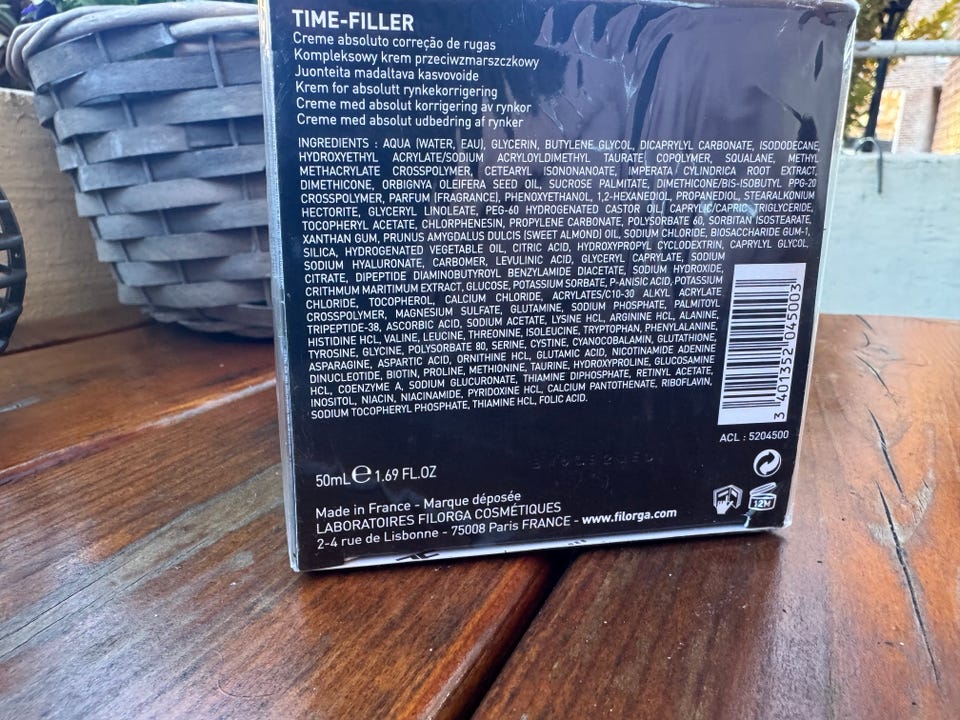 TIME-FILLER
Creme absoluto correção de rugas
Kompleksowy krem przeciwzmarszczkowy
Juonteita madaltava kasvovoide
Krem for absolutt rynkekorrigering
Creme med absolut korrigering av rynkor
Creme med absolut udbedring af rynker
INGREDIENTS : AQUA (WATER, EAU), GLYCERIN, BUTYLENE GLYCOL, DICAPRYLYL CARBONATE, ISODODECANE,
HYDROXYETHYL ACRYLATE/SODIUM ACRYLOYLDIMETHYL TAURATE COPOLYMER, SQUALANE, METHYL
METHACRYLATE CROSSPOLYMER, CETEARYL ISONONANOATE, IMPERATA CYLINDRICA ROOT EXTRACT,
DIMETHICONE, ORBIGNYA OLEIFERA SEED OIL, SUCROSE PALMITATE, DIMETHICONE/BIS-ISOBUTYL PPG-20
CROSSPOLYMER, PARFUM (FRAGRANCE), PHENOXYETHANOL, 1,2-HEXANEDIOL, PROPANEDIOL, STEARALKONIUM
HECTORITE, GLYCERYL LINOLEATE, PEG-60 HYDROGENATED CASTOR OIL, CAPRYLIC/CAPRIC TRIGLYCERIDE,
TOCOPHERYL ACETATE, CHLORPHENESIN, PROPYLENE CARBONATE, POLYSORBATE 60, SORBITAN ISOSTEARATE,
XANTHAN GUM, PRUNUS AMYGDALUS DULCIS (SWEET ALMOND) OIL, SODIUM CHLORIDE, BIOSACCHARIDE GUM-1,
SILICA, HYDROGENATED VEGETABLE OIL, CITRIC ACID, HYDROXYPROPYL CYCLODEXTRIN, CAPRYLYL GLYCOL,
SODIUM HYALURONATE, CARBOMER, LEVULINIC ACID, GLYCERYL CAPRYLATE, SODIUM
CITRATE, DIPEPTIDE DIAMINOBUTYROYL BENZYLAMIDE DIACETATE, SODIUM HYDROXIDE,
CRITHMUM MARITIMUM EXTRACT, GLUCOSE, POTASSIUM SORBATE, P-ANISIC ACID, POTASSIUM
CHLORIDE, TOCOPHEROL, CALCIUM CHLORIDE, ACRYLATES/C10-30 ALKYL ACRYLATE
CROSSPOLYMER, MAGNESIUM SULFATE, GLUTAMINE, SODIUM PHOSPHATE, PALMITOYL
TRIPEPTIDE-38, ASCORBIC ACID, SODIUM ACETATE, LYSINE HCL, ARGININE HCL, ALANINE,
HISTIDINE HCL, VALINE, LEUCINE, THREONINE, ISOLEUCINE, TRYPTOPHAN, PHENYLALANINE,
TYROSINE, GLYCINE, POLYSORBATE 80, SERINE, CYSTINE, CYANOCOBALAMIN, GLUTATHIONE,
ASPARAGINE, ASPARTIC ACID, ORNITHINE HCL, GLUTAMIC ACID, NICOTINAMIDE ADENINE
DINUCLEOTIDE, BIOTIN, PROLINE, METHIONINE, TAURINE, HYDROXYPROLINE, GLUCOSAMINE
HCL, COENZYME A, SODIUM GLUCURONATE, THIAMINE DIPHOSPHATE, RETINYL ACETATE,
INOSITOL, NIACIN, NIACINAMIDE, PYRIDOXINE HCL, CALCIUM PANTOTHENATE, RIBOFLAVIN,
SODIUM TOCOPHERYL PHOSPHATE, THIAMINE HCL, FOLIC ACID.
3 401352 045003
ACL : 5204500
50mL ℮ 1.69 FL.OZ
12M
Made in France - Marque déposée
LABORATOIRES FILORGA COSMÉTIQUES
2-4 rue de Lisbonne - 75008 Paris FRANCE - www.filorga.com